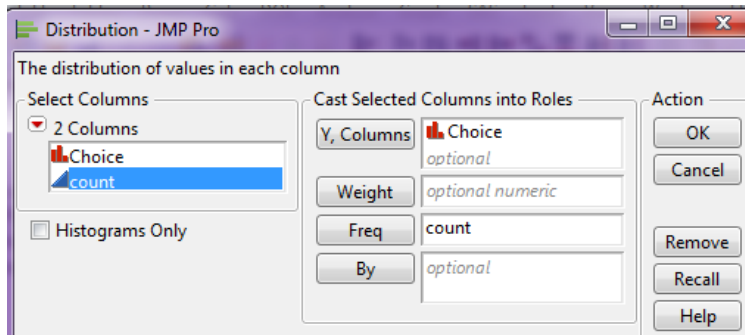 Distribution - JMP Pro
The distribution of values in each column
Select Columns
2 Columns
Choice
count
Histograms Only
Cast Selected Columns into Roles
Y, Columns
Choice
optional
Weight
optional numeric
Freq
count
By
optional
Action
OK
Cancel
Remove
Recall
Help